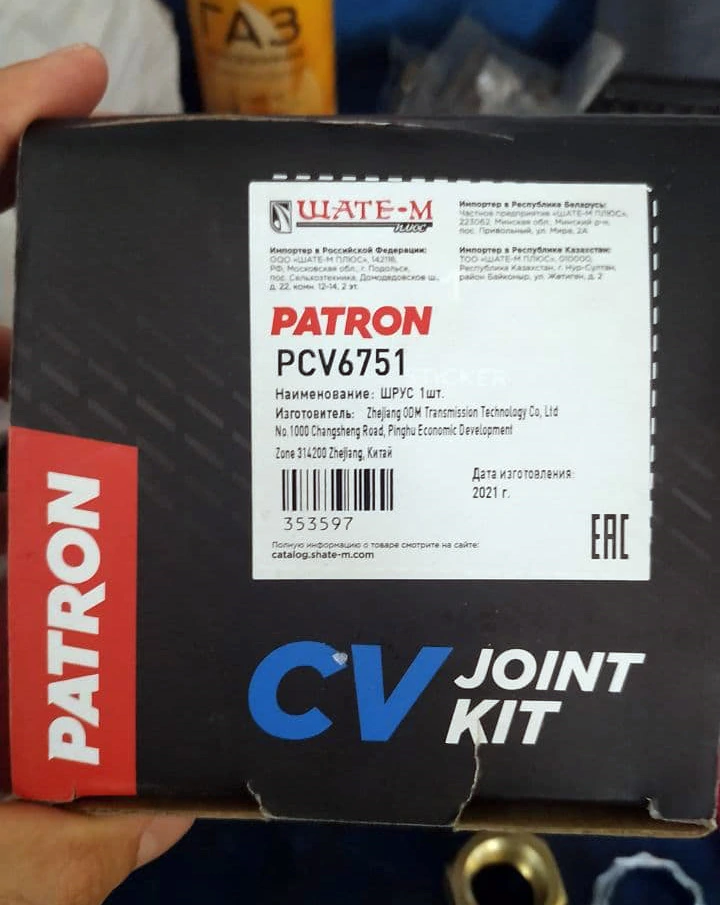 ГАЗ
ШАТЕ-М
плюс
Импортер в Республике Беларусь:
Частное предприятие «ШАТЕ-М ПЛЮС»,
223062, Минская обл., Минский р-н,
пос. Привольный, ул. Мира, 2А
Импортер в Российской Федерации:
ООО «ШАТЕ-М ПЛЮС», 142118,
РФ, Московская обл., г. Подольск,
пос. Сельхозтехника, Домодедовское ш.,
д. 22, комн. 12-14, 2 эт.
Импортер в Республике Казахстан:
ТОО «ШАТЕ-М ПЛЮС», 010000,
Республика Казахстан, г. Нур-Султан,
район Байконыр, ул. Жетиген, д. 2
PATRON
PCV6751
STICKER
Наименование: ШРУС 1шт.
Изготовитель: Zhejiang ODM Transmission Technology Co, Ltd
No.1000 Changsheng Road, Pinghu Economic Development
Zone 314200 Zhejiang, Китай
Дата изготовления:
2021 г.
353597
Полную информацию о товаре смотрите на сайте:
catalog.shate-m.com
EAC
PATRON
CV JOINT
KIT